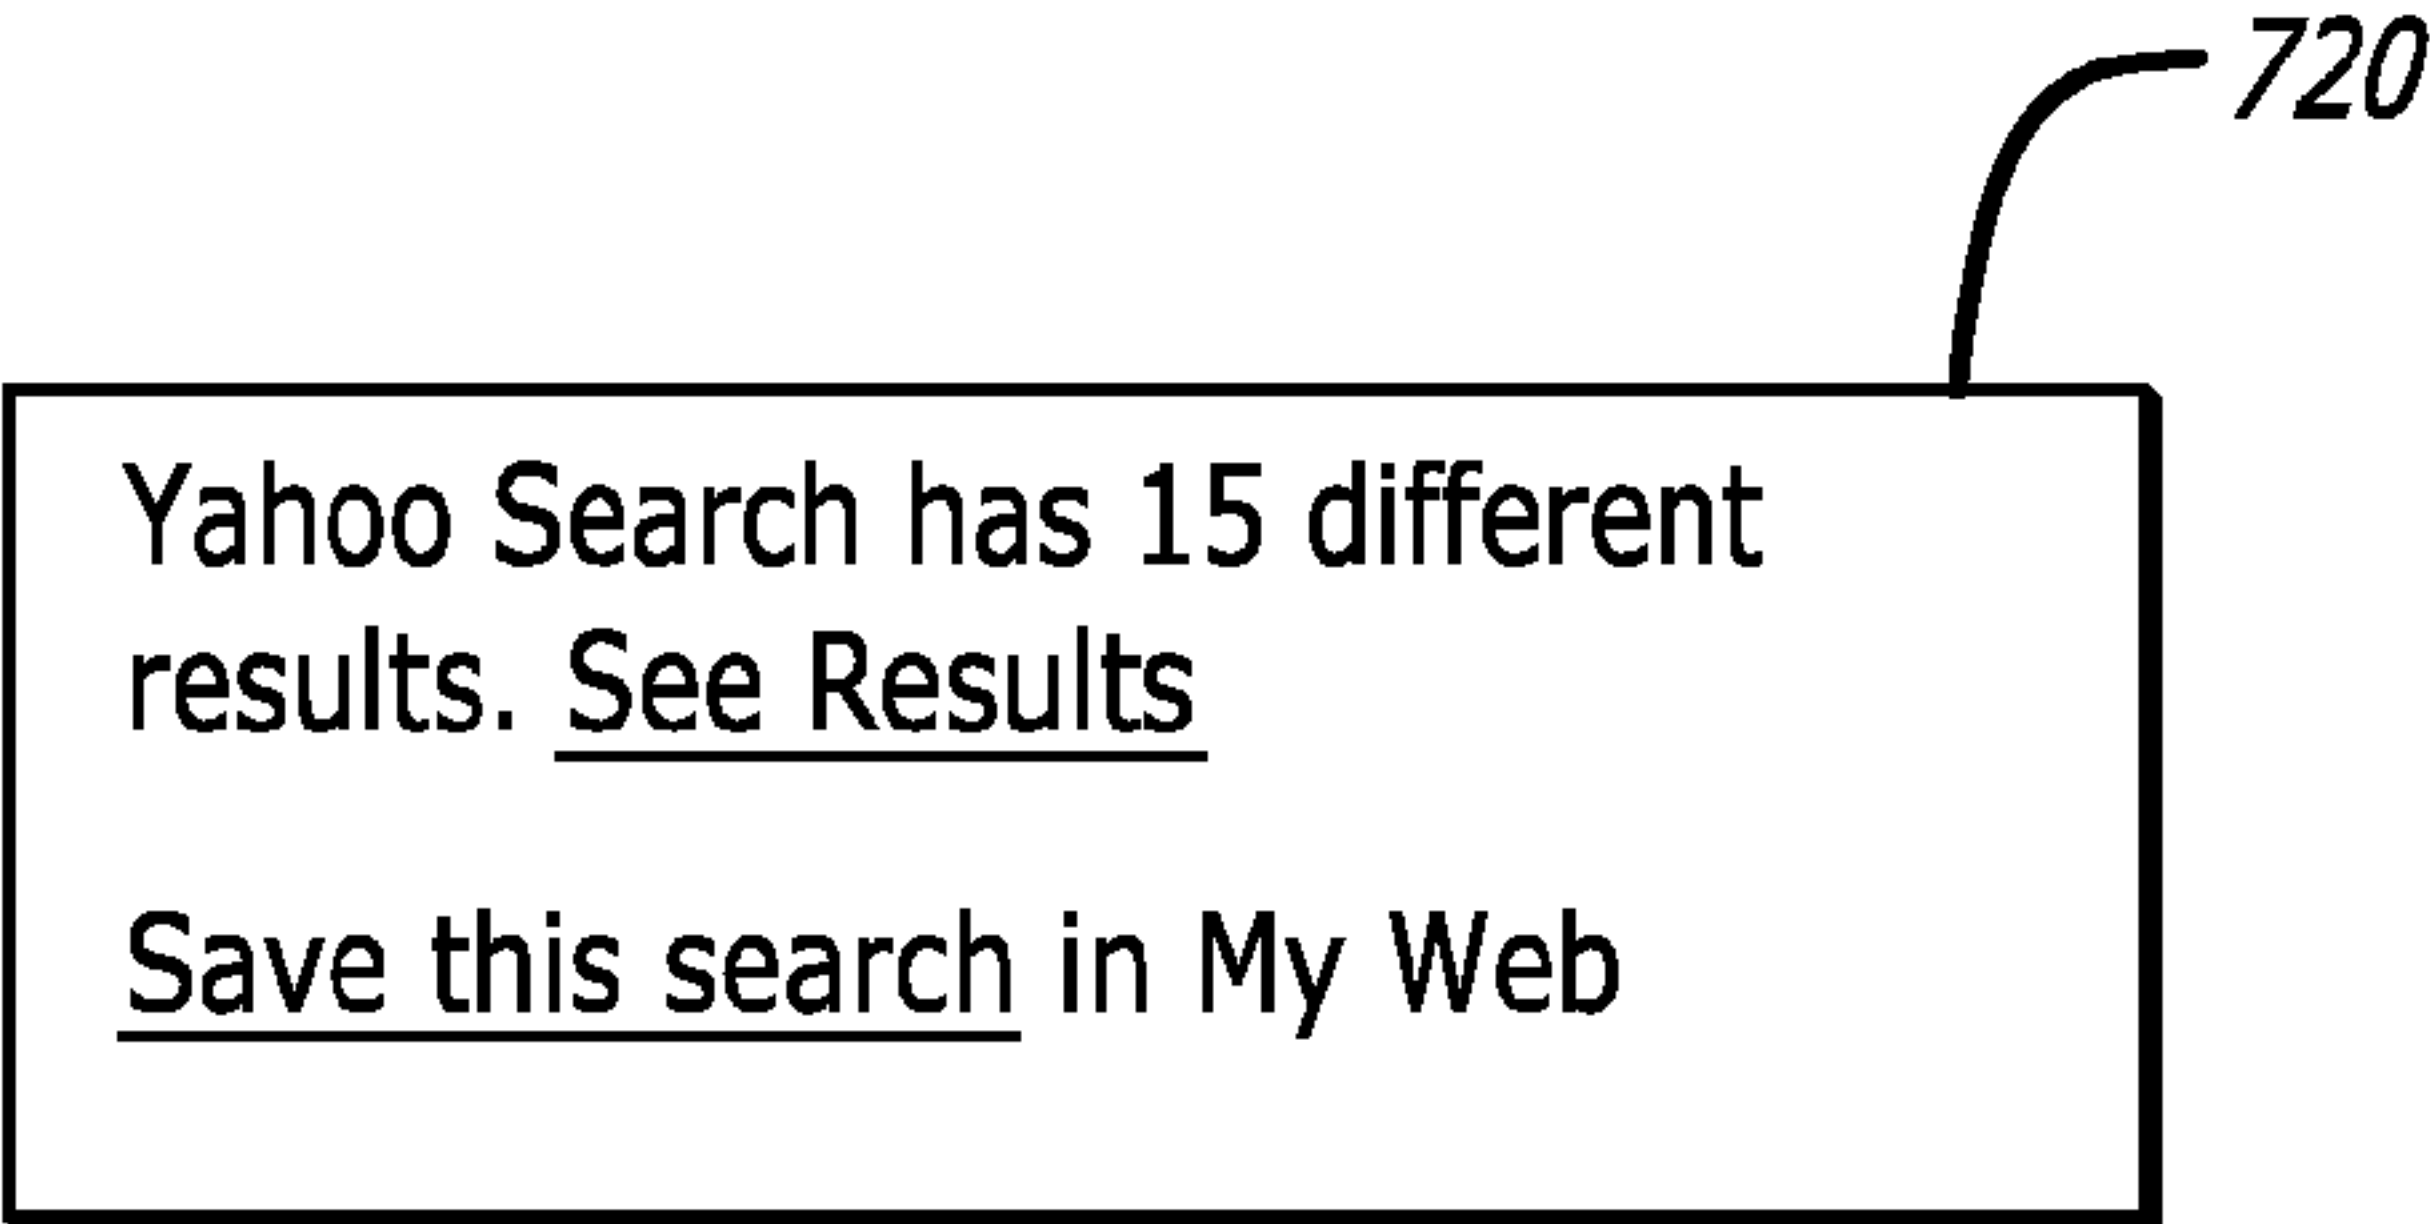 720
Yahoo Search has 15 different
results. See Results
Save this search in My Web